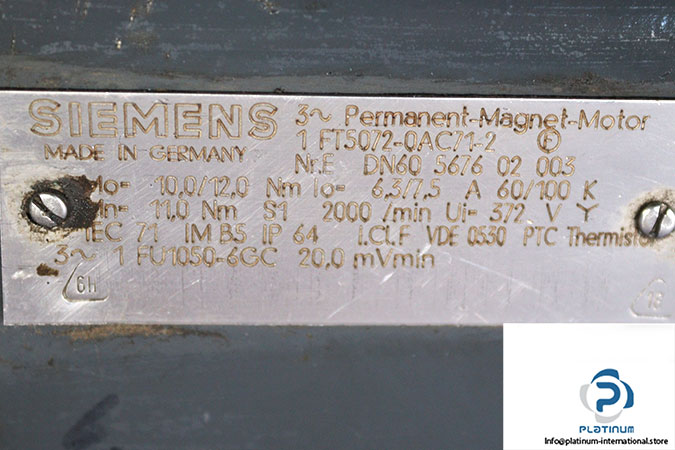 SIEMENS 3~ Permanent-Magnet-Motor
1 FT5072-0AC71-2 F
MADE IN GERMANY Nr.E DN60 5676 02 003
Mo= 10,0/12,0 Nm Io= 6,3/7,5 A 60/100 K
Mn= 11,0 Nm S1 2000 /min Ui= 372 V Y
IEC 71 IM B5 IP 64 I.CL.F VDE 0530 PTC Thermistor
3~ 1 FU1050-6GC 20,0 mVmin
6H
PLATINUM
Info@platinum-international.store